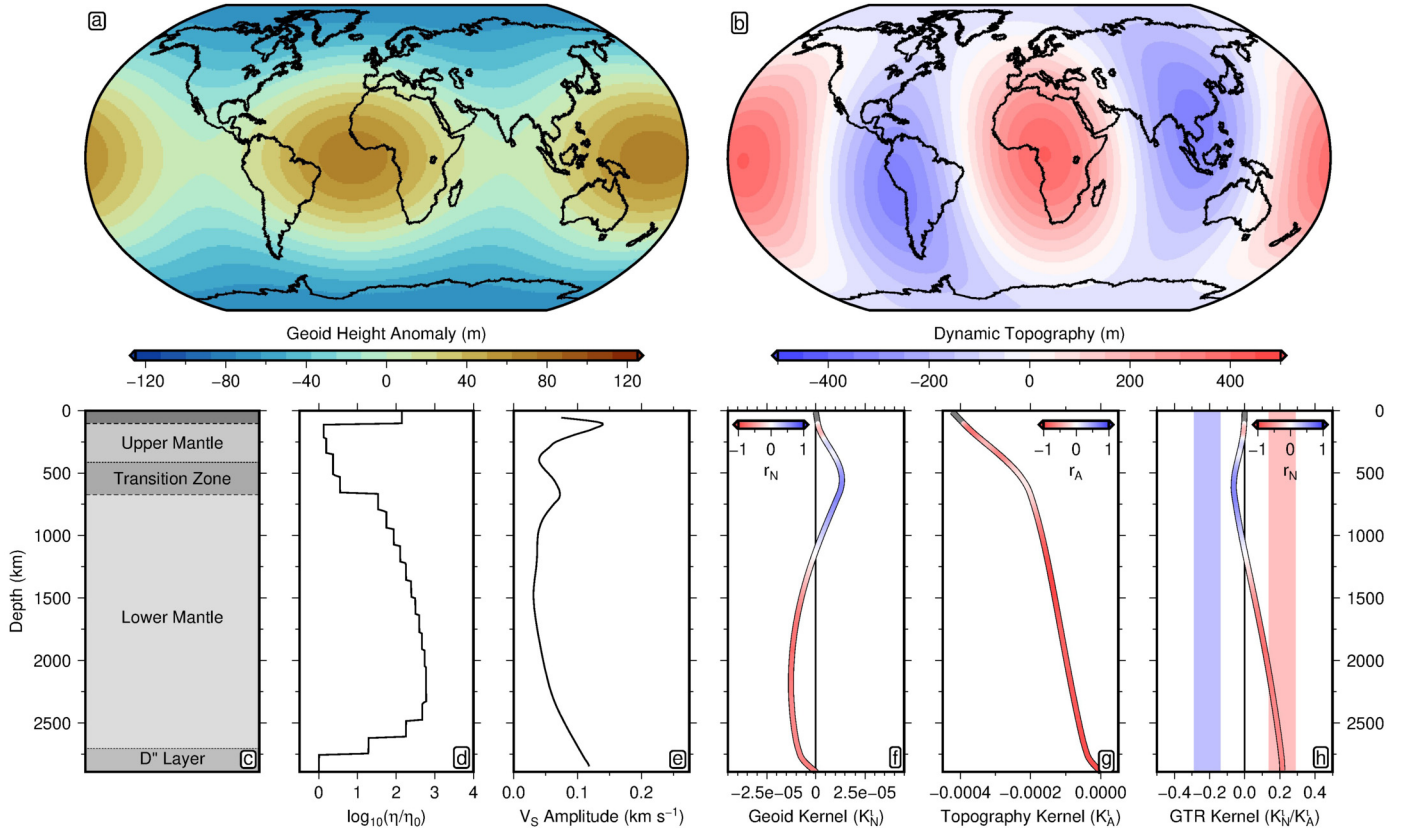 a
b
Geoid Height Anomaly (m)
Dynamic Topography (m)
−120 −80 −40 0 40 80 120
−400 −200 0 200 400
0
500
1000
1500
2000
2500
Depth (km)
Upper Mantle
Transition Zone
Lower Mantle
D" Layer
c
d
0 1 2 3 4
log10(η/η0)
e
0.0 0.1 0.2
VS Amplitude (km s−1)
−1 0 1
rN
f
−2.5e−05 0 2.5e−05
Geoid Kernel (KlN)
−1 0 1
rA
g
−0.0004 −0.0002 0.0000
Topography Kernel (KlA)
−1 0 1
rN
h
−0.4 −0.2 0.0 0.2 0.4
GTR Kernel (KlN/KlA)
0
500
1000
1500
2000
2500